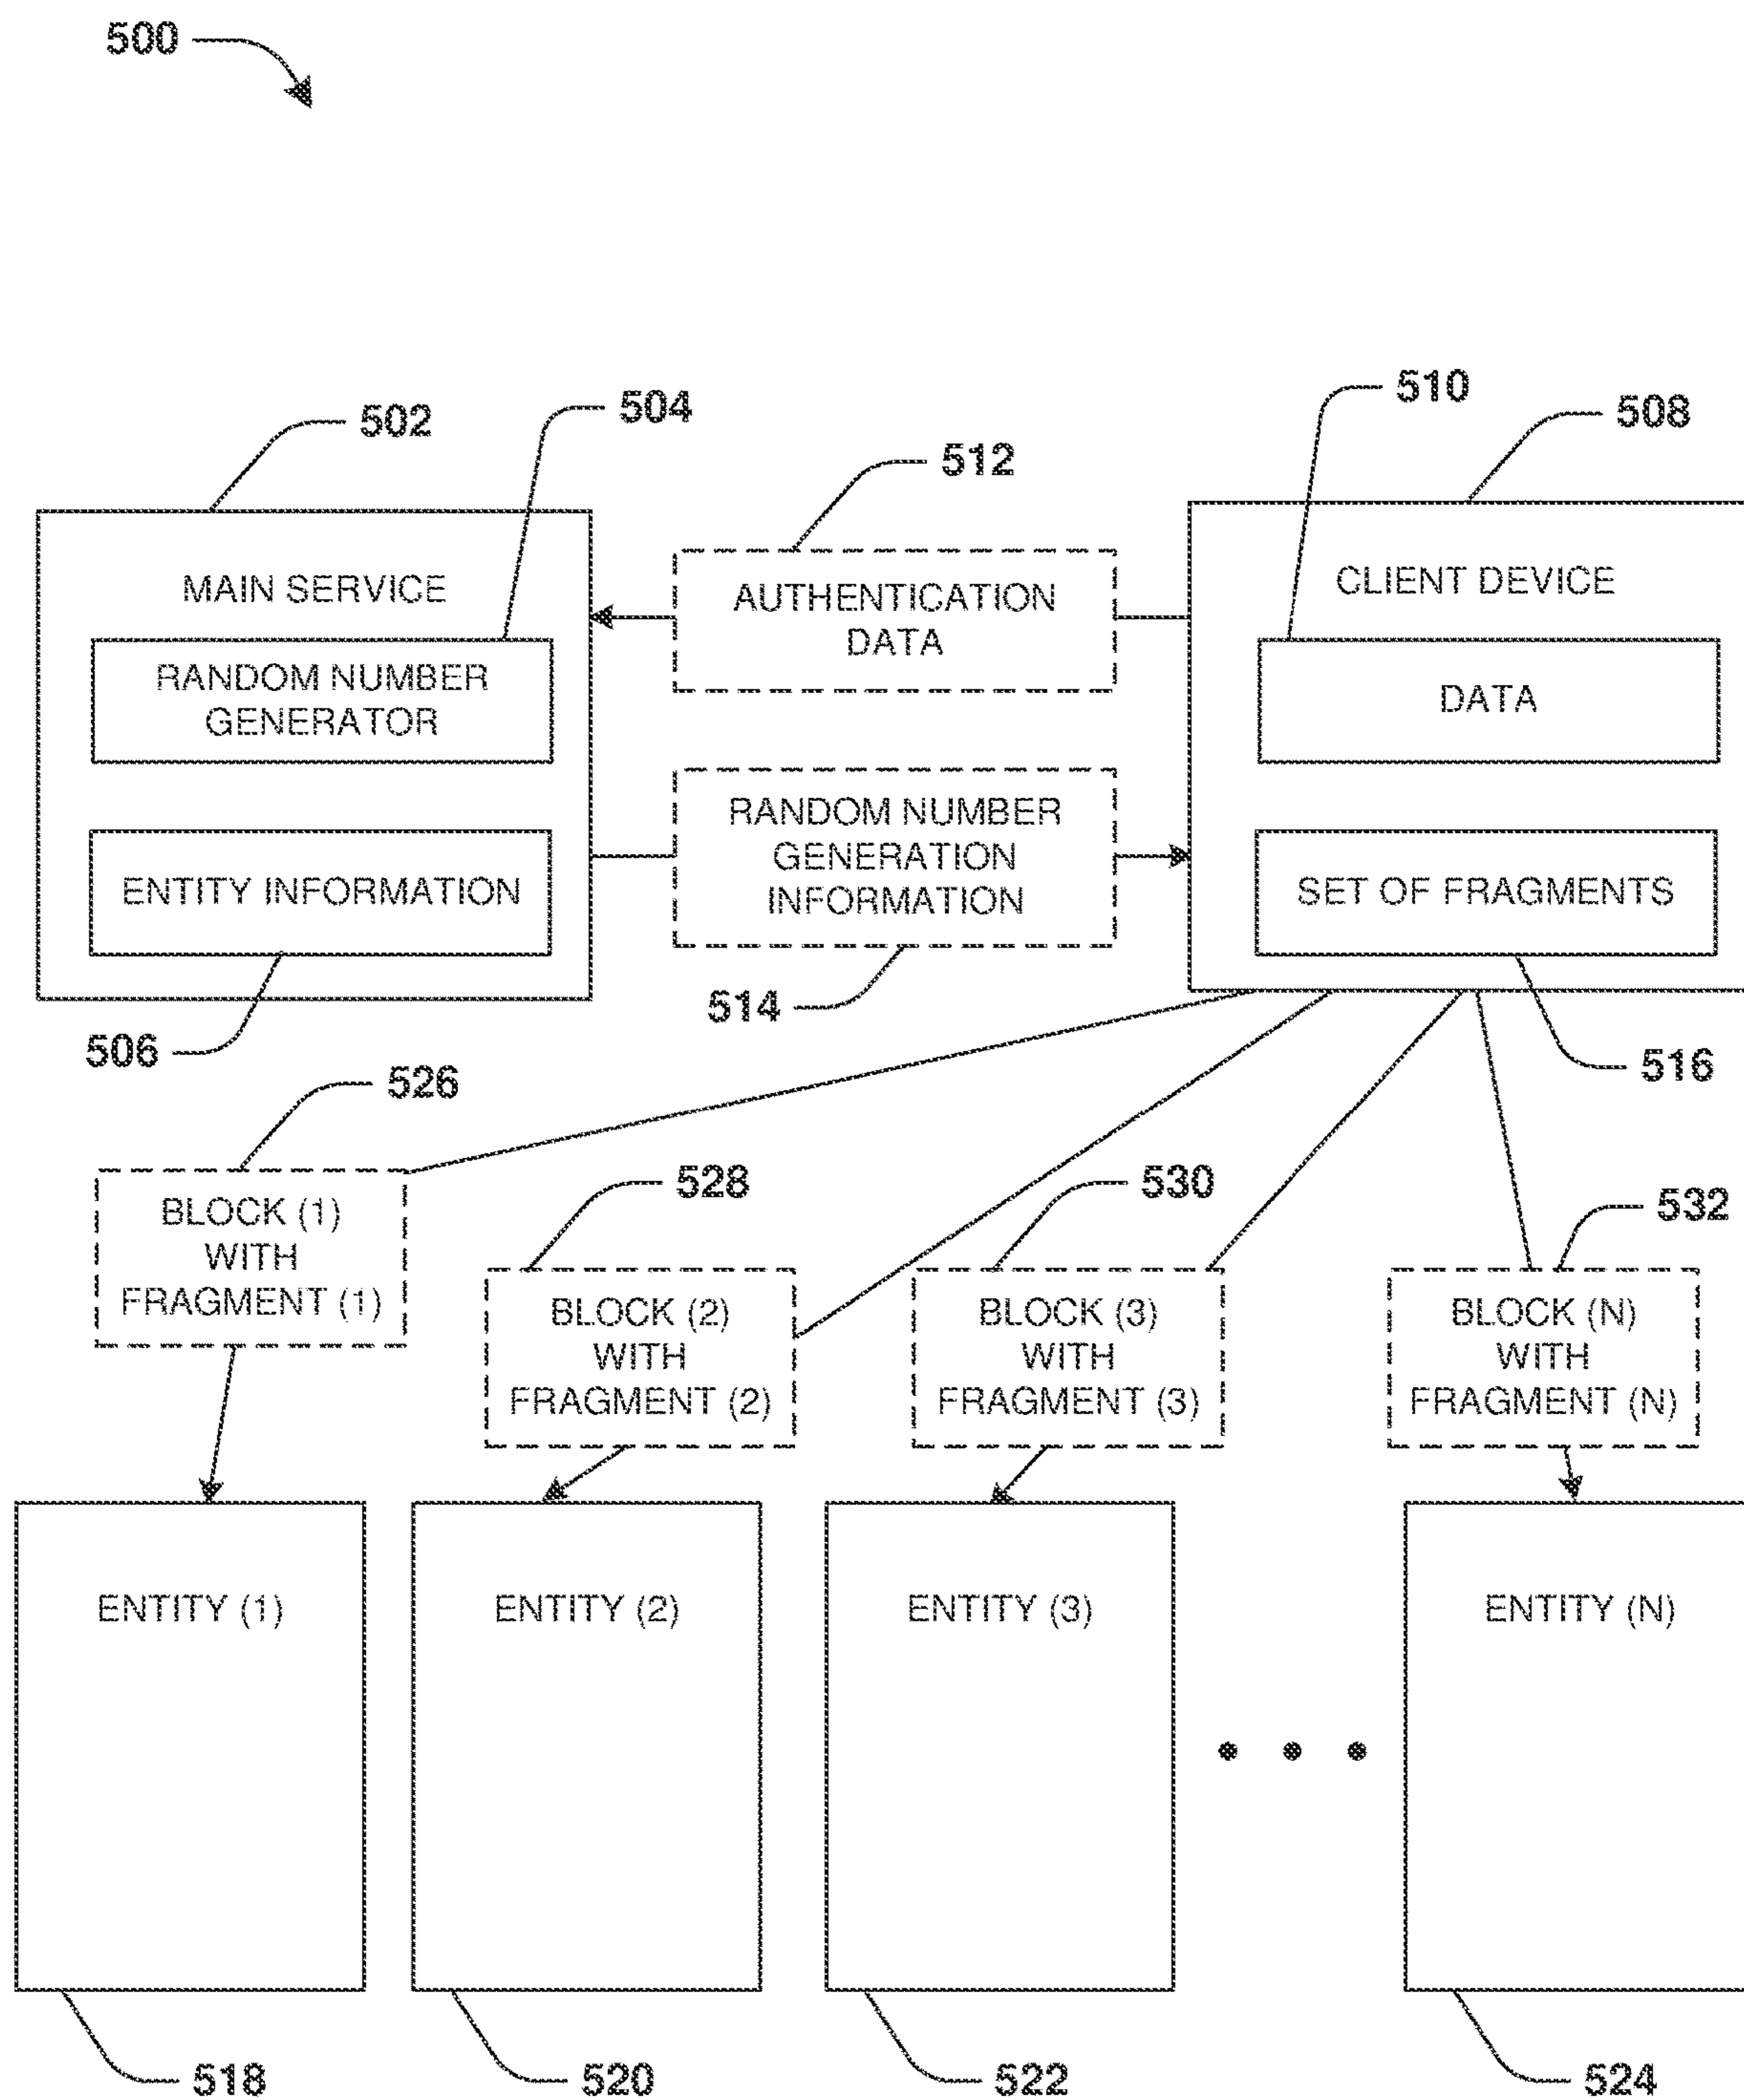 500
510
504
508
502
512
MAIN SERVICE
AUTHENTICATION
DATA
CLIENT DEVICE
RANDOM NUMBER
GENERATOR
DATA
RANDOM NUMBER
GENERATION
INFORMATION
ENTITY INFORMATION
SET OF FRAGMENTS
514
506
516
526
528
530
532
BLOCK (1)
WITH
FRAGMENT (1)
BLOCK (2)
WITH
FRAGMENT (2)
BLOCK (3)
WITH
FRAGMENT (3)
BLOCK (N)
WITH
FRAGMENT (N)
ENTITY (1)
ENTITY (2)
ENTITY (3)
ENTITY (N)
518
520
522
524